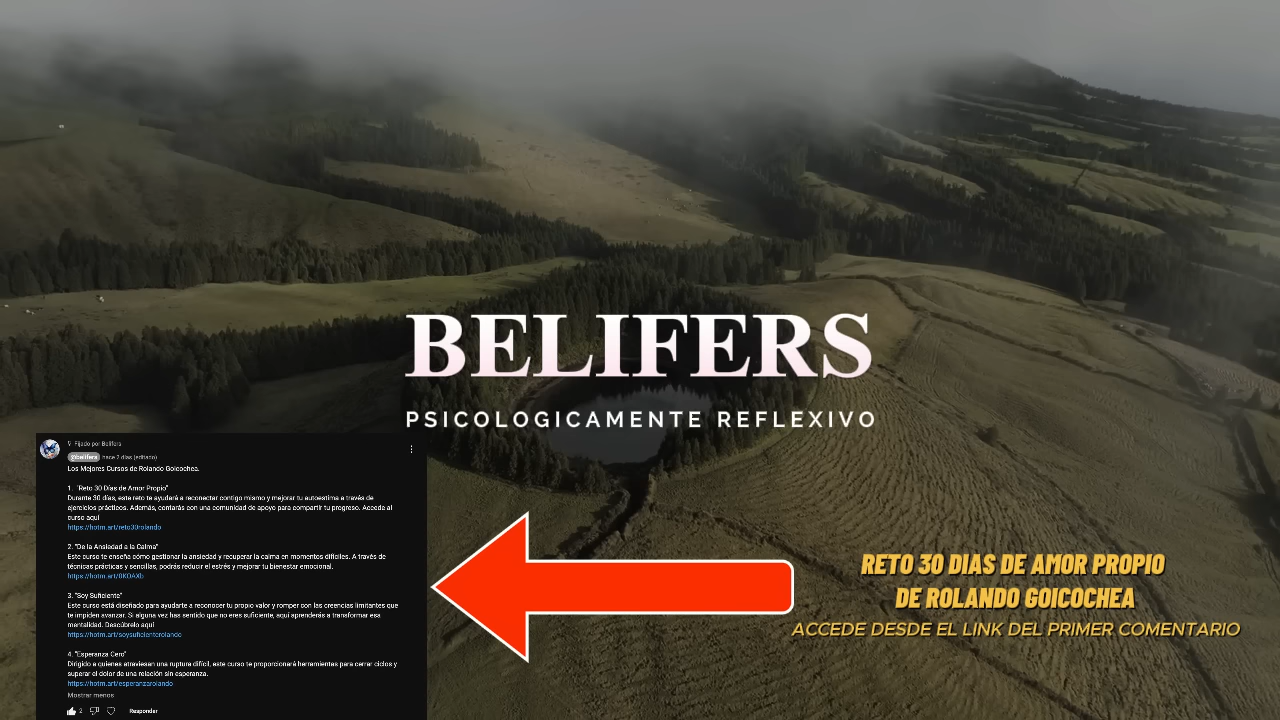 BELIFERS
PSICOLOGICAMENTE REFLEXIVO
Fijado por Belifers
@belifers hace 2 días (editado)
Los Mejores Cursos de Rolando Goicochea.
1. "Reto 30 Días de Amor Propio"
Durante 30 días, este reto te ayudará a reconectar contigo mismo y mejorar tu autoestima a través de
ejercicios prácticos. Además, contarás con una comunidad de apoyo para compartir tu progreso. Accede al
curso aquí
https://hotm.art/reto30rolando
2. "De la Ansiedad a la Calma"
Este curso te enseña cómo gestionar la ansiedad y recuperar la calma en momentos difíciles. A través de
técnicas prácticas y sencillas, podrás reducir el estrés y mejorar tu bienestar emocional.
https://hotm.art/0KOAXb
3. "Soy Suficiente"
Este curso está diseñado para ayudarte a reconocer tu propio valor y romper con las creencias limitantes que
te impiden avanzar. Si alguna vez has sentido que no eres suficiente, aquí aprenderás a transformar esa
mentalidad. Descúbrelo aquí
https://hotm.art/soysuficienterolando
4. "Esperanza Cero"
Dirigido a quienes atraviesan una ruptura difícil, este curso te proporcionará herramientas para cerrar ciclos y
superar el dolor de una relación sin esperanza.
https://hotm.art/esperanzarolando
Mostrar menos
2 Responder
RETO 30 DIAS DE AMOR PROPIO
DE ROLANDO GOICOCHEA
ACCEDE DESDE EL LINK DEL PRIMER COMENTARIO